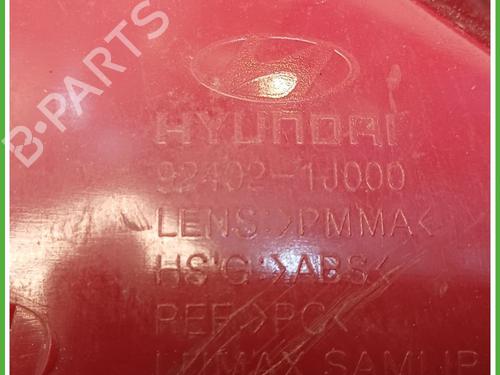 HYUNDAI
92402-1J000
LENS:>PMMA<
HS'G:>ABS<
REF>PC<
B-PARTS